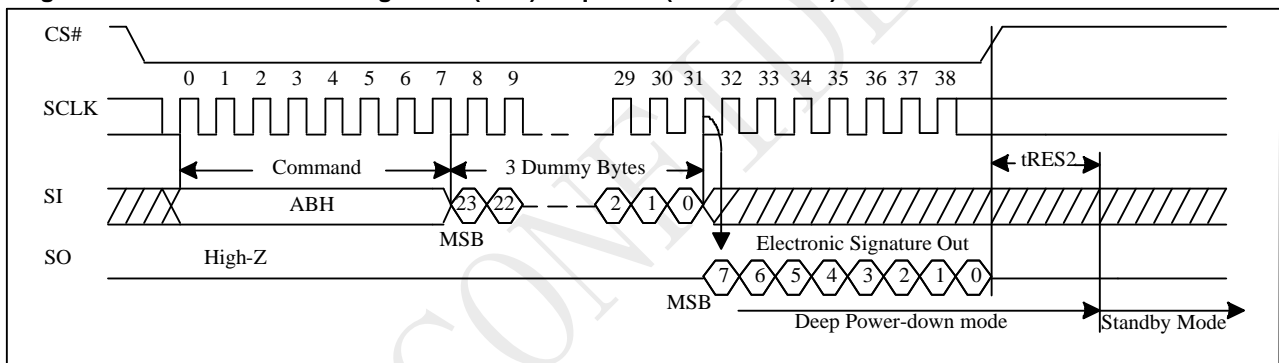 CS#
0 1 2 3 4 5 6 7 8 9 29 30 31 32 33 34 35 36 37 38
SCLK
Command 3 Dummy Bytes tRES2
SI ABH 23 22 2 1 0
MSB
SO High-Z Electronic Signature Out
7 6 5 4 3 2 1 0
MSB
Deep Power-down mode Standby Mode
CONFIDE